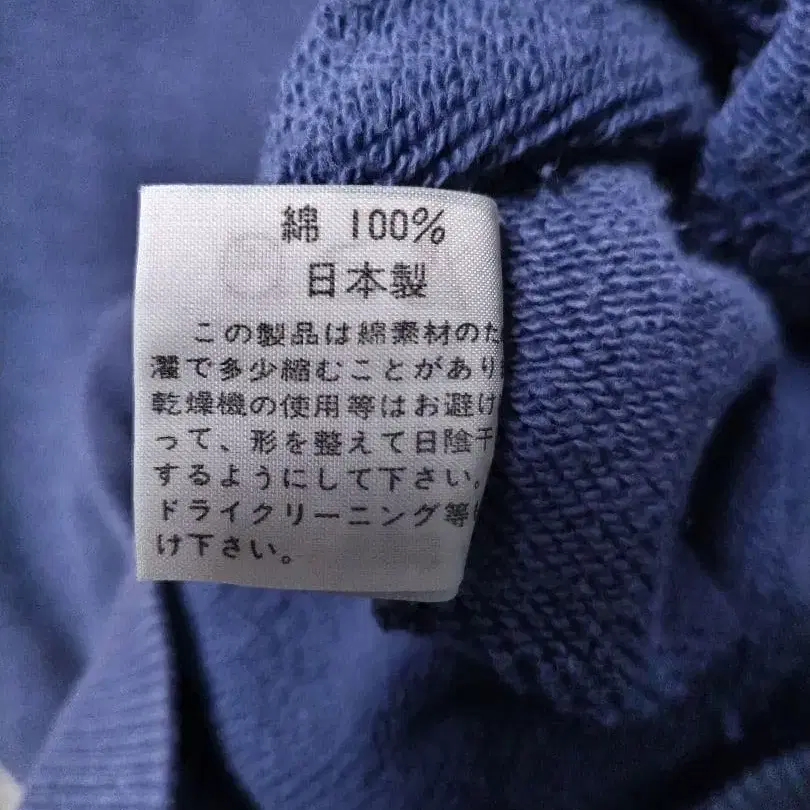 綿 100%
日本製
この製品は綿素材のた
濯で多少縮むことがあり
乾燥機の使用等はお避け
って、形を整えて日陰干
するようにして下さい。
ドライクリーニング等
け下さい。